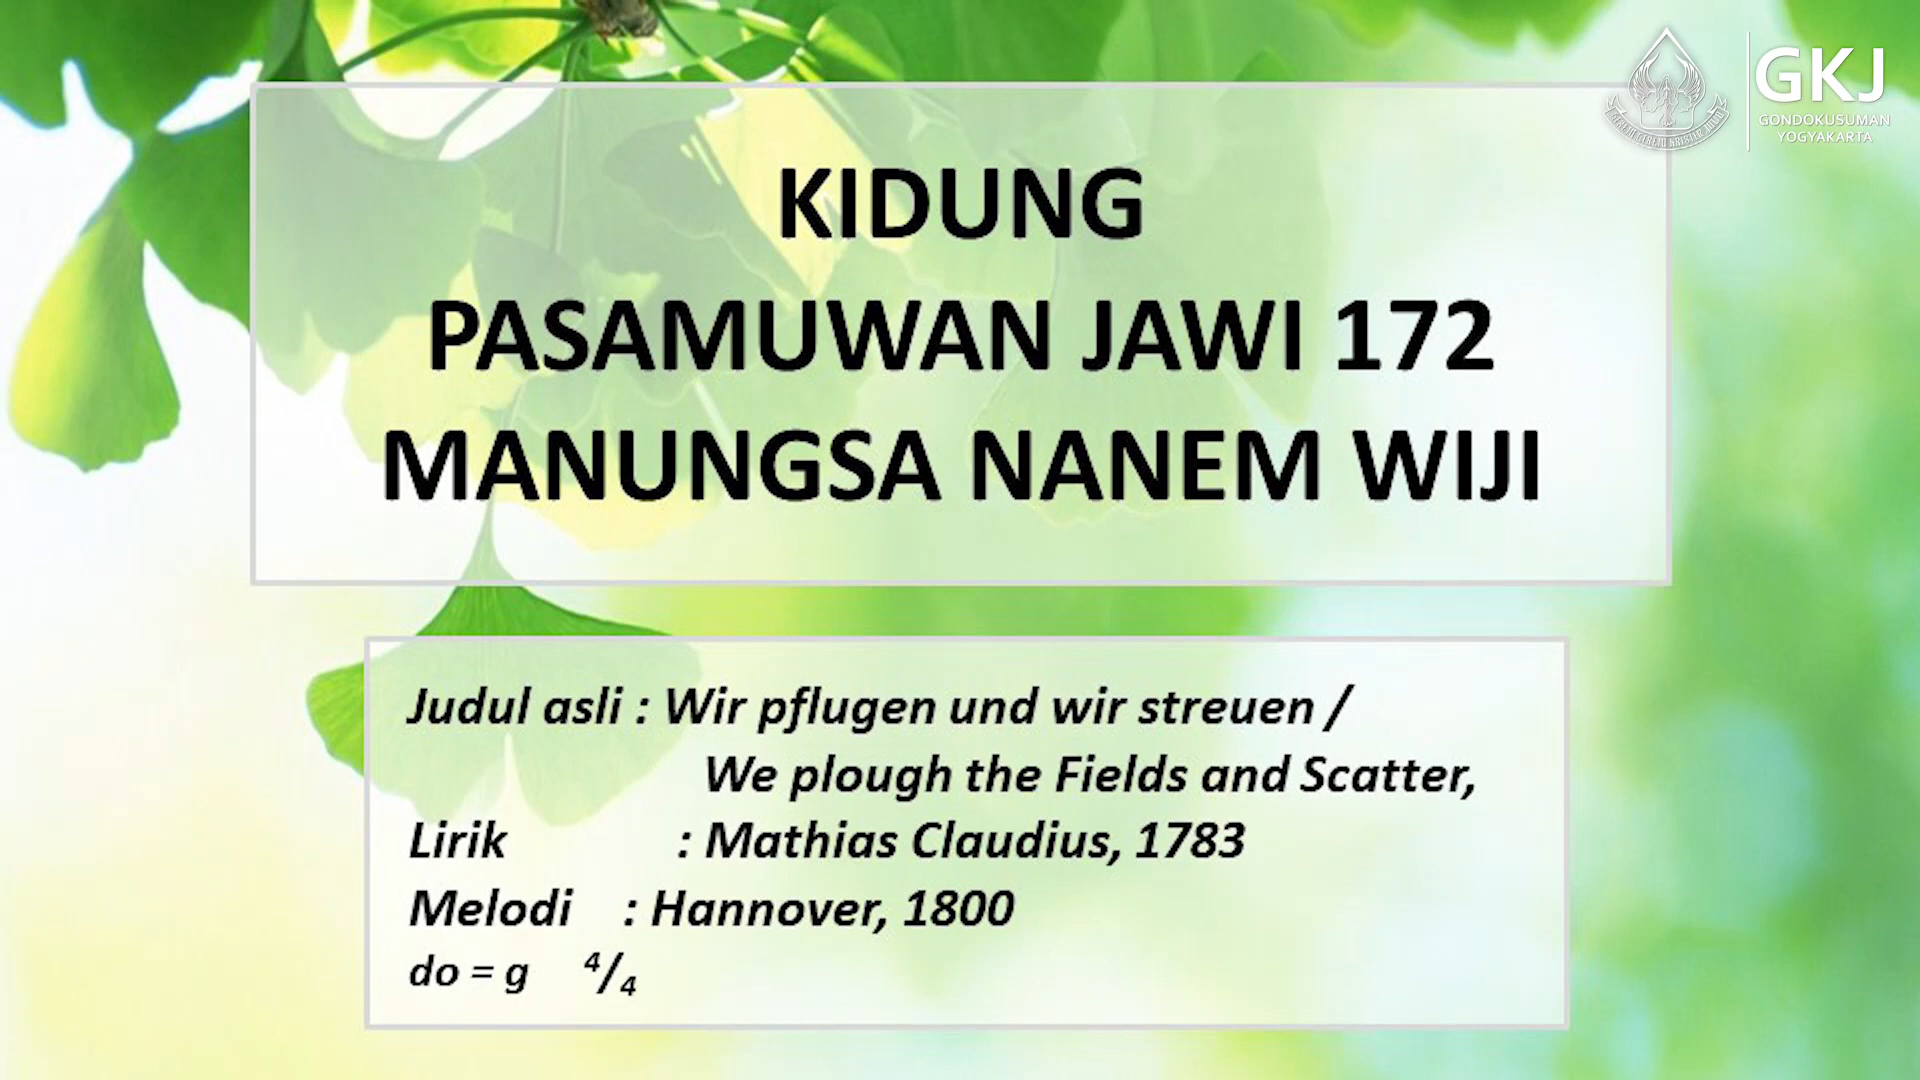 GKJ
GONDOKUSUMAN
YOGYAKARTA
KIDUNG
PASAMUWAN JAWI 172
MANUNGSA NANEM WIJI
Judul asli : Wir pflugen und wir streuen /
We plough the Fields and Scatter,
Lirik : Mathias Claudius, 1783
Melodi : Hannover, 1800
do = g 4/4